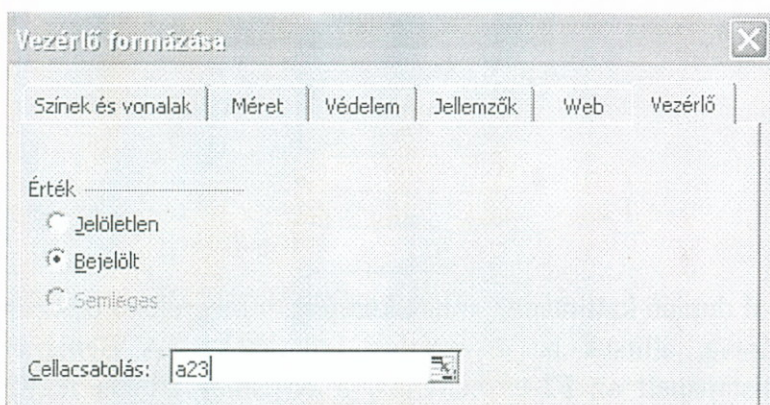 Vezérlő formázása
Színek és vonalak Méret Védelem Jellemzők Web Vezérlő
Érték
Jelöletlen
Bejelölt
Semleges
Cellacsatolás: a23